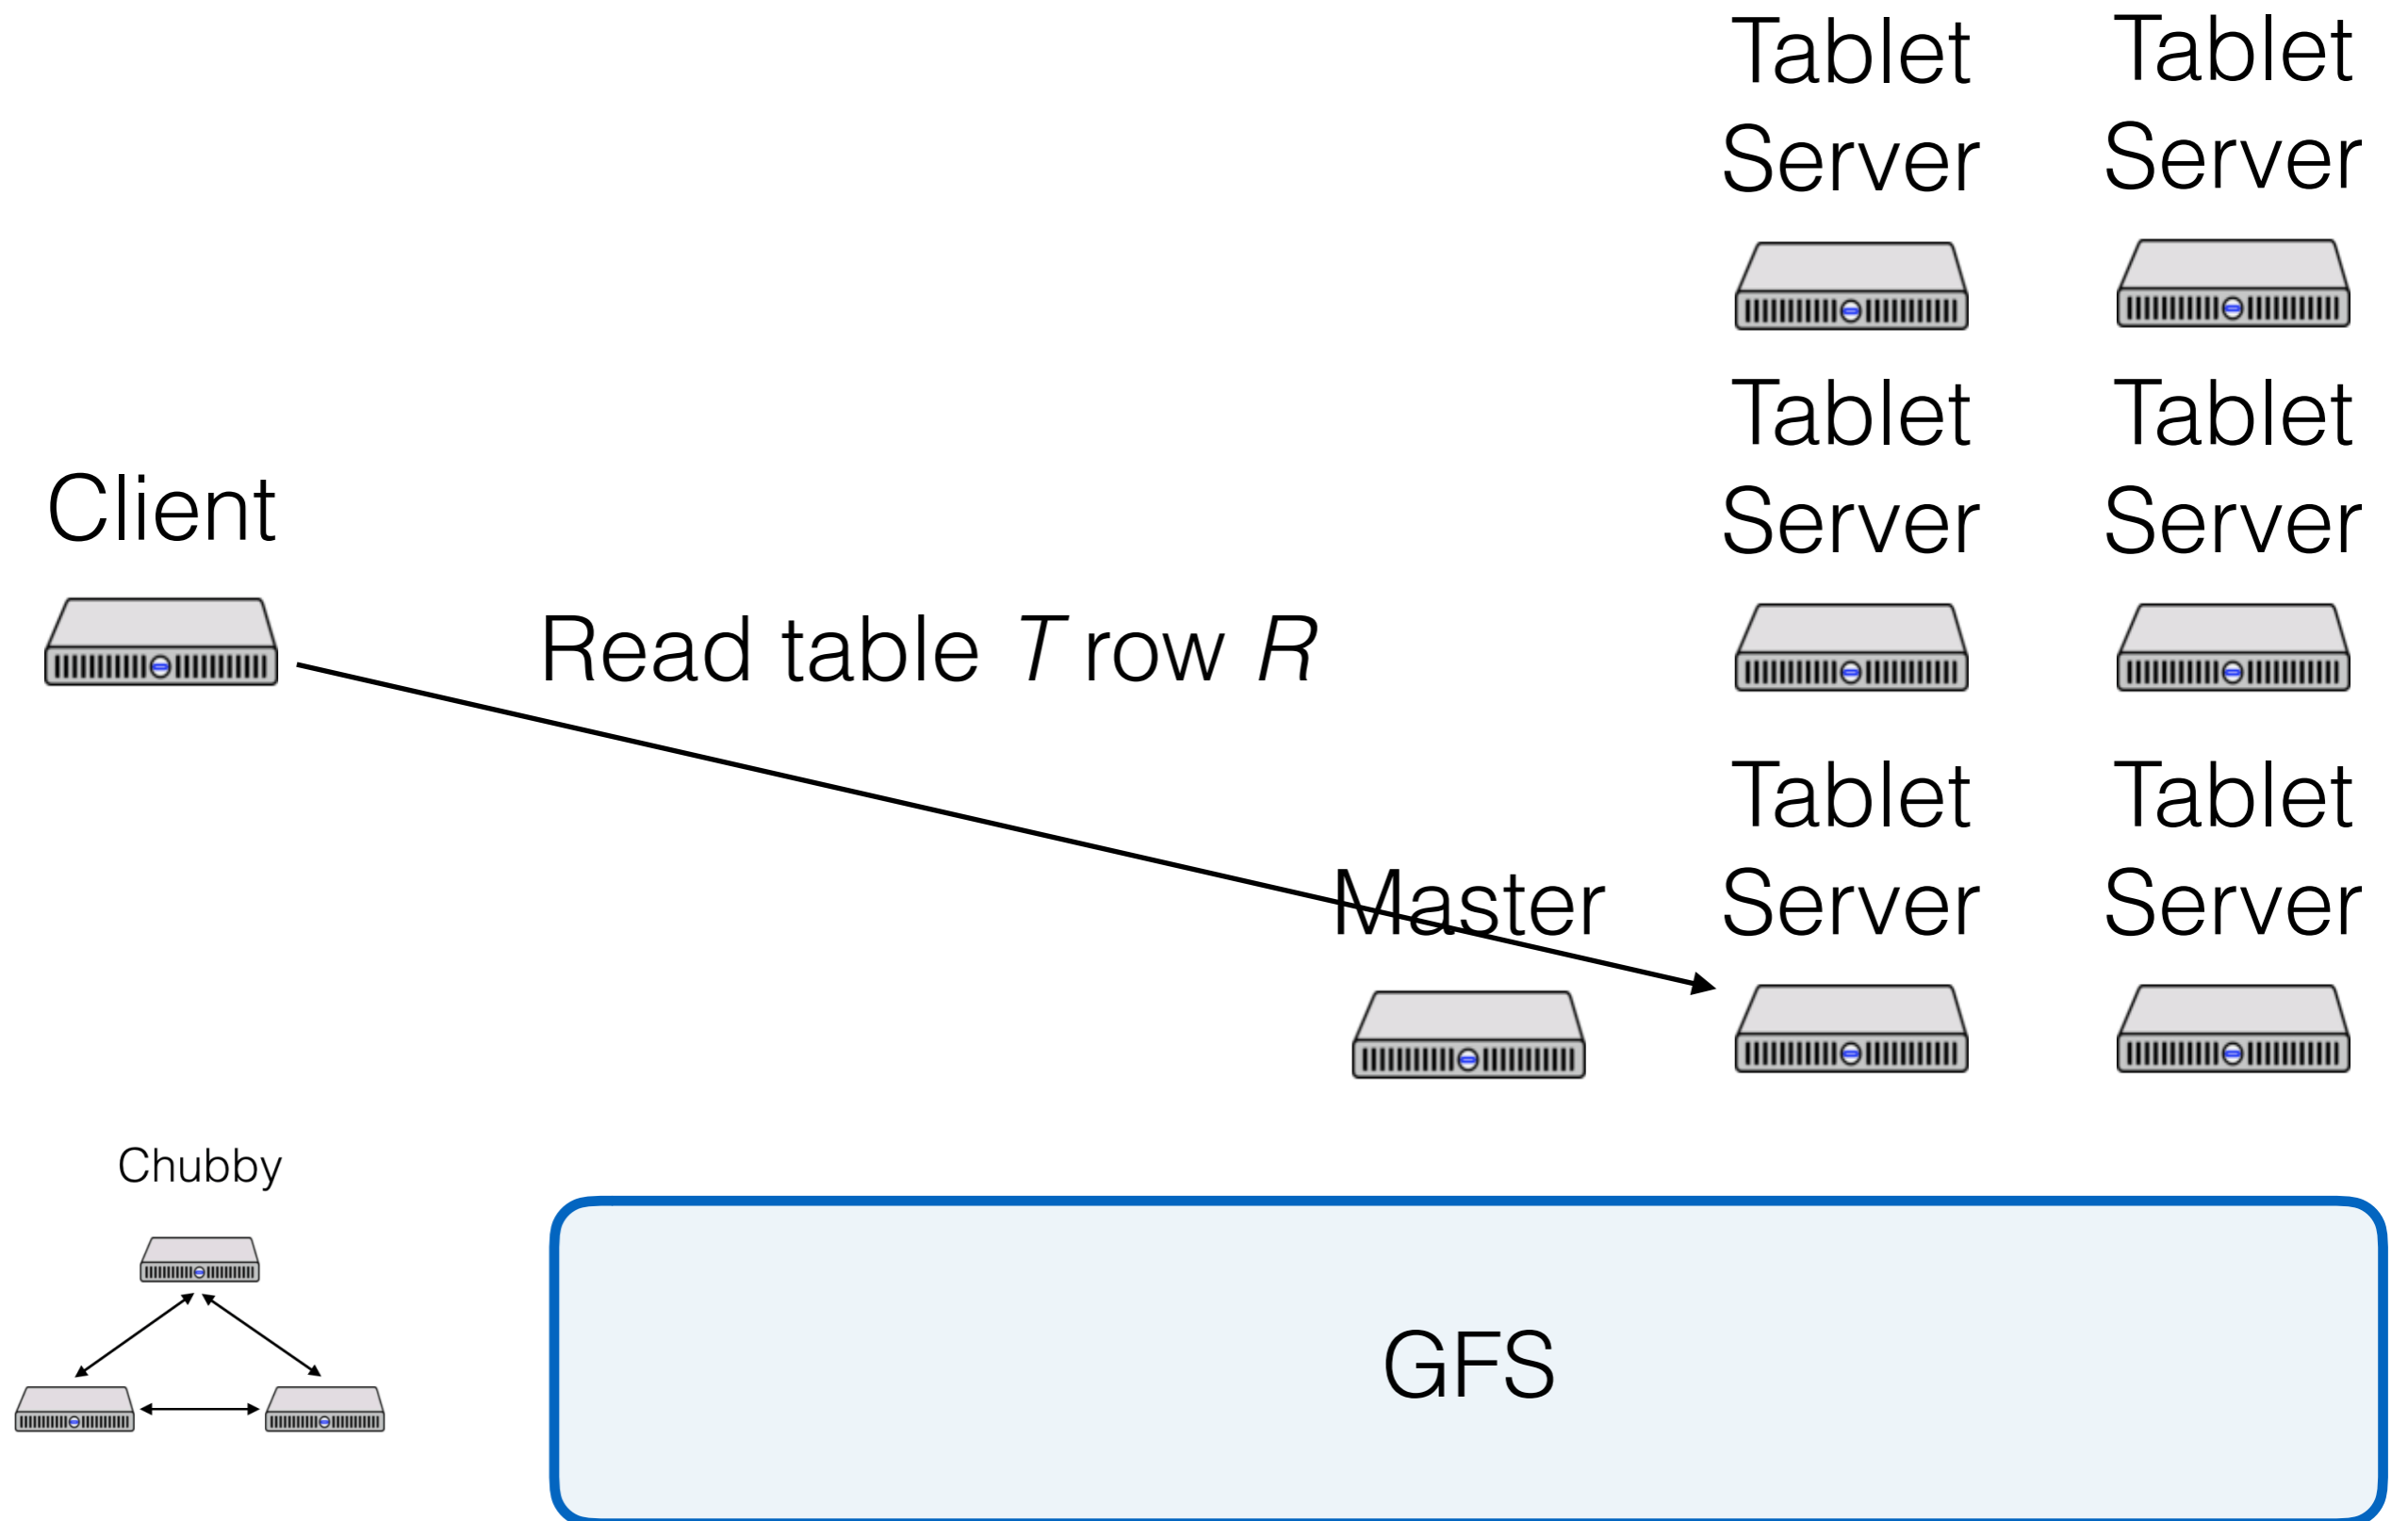 Tablet
Server
Tablet
Server
Tablet
Server
Tablet
Server
Client
Read table T row R
Tablet
Server
Tablet
Server
Master
Chubby
GFS